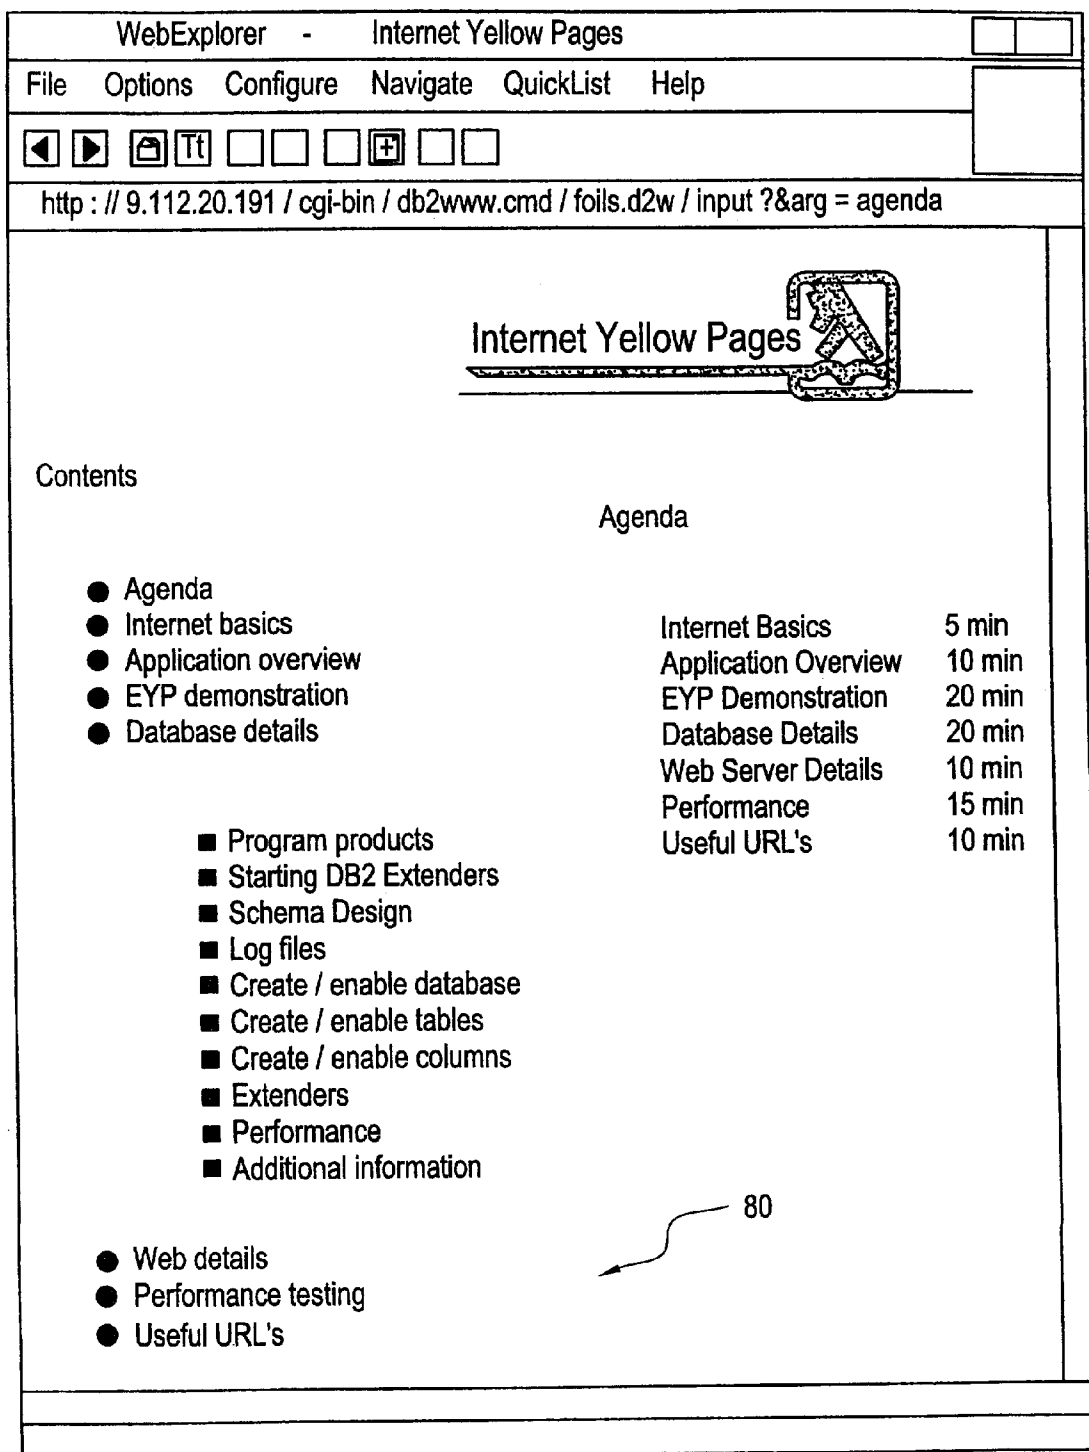 WebExplorer - Internet Yellow Pages
File Options Configure Navigate QuickList Help
Tt
http : // 9.112.20.191 / cgi-bin / db2www.cmd / foils.d2w / input ?&arg = agenda
Internet Yellow Pages
Contents
Agenda
● Agenda
● Internet basics
● Application overview
● EYP demonstration
● Database details
■ Program products
■ Starting DB2 Extenders
■ Schema Design
■ Log files
■ Create / enable database
■ Create / enable tables
■ Create / enable columns
■ Extenders
■ Performance
■ Additional information
● Web details
● Performance testing
● Useful URL's
Internet Basics 5 min
Application Overview 10 min
EYP Demonstration 20 min
Database Details 20 min
Web Server Details 10 min
Performance 15 min
Useful URL's 10 min
80